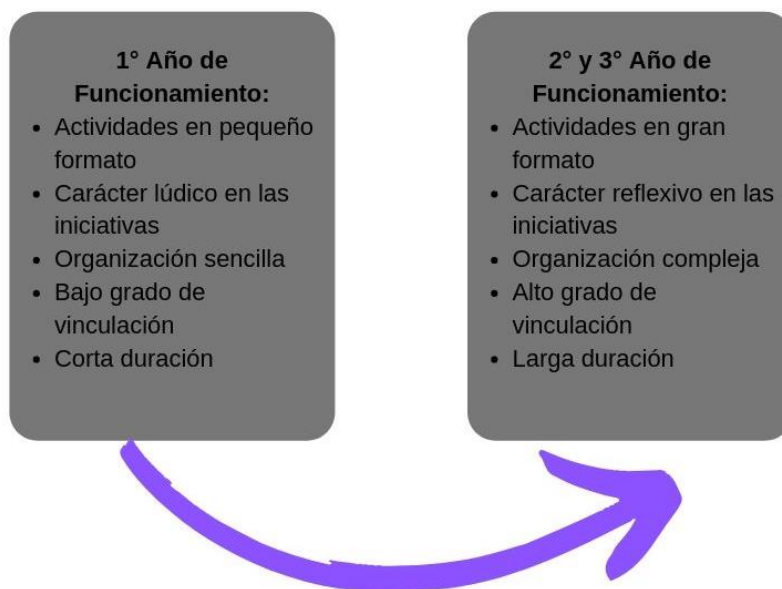 1° Año de
Funcionamiento:
• Actividades en pequeño
formato
• Carácter lúdico en las
iniciativas
• Organización sencilla
• Bajo grado de
vinculación
• Corta duración
2° y 3° Año de
Funcionamiento:
• Actividades en gran
formato
• Carácter reflexivo en las
iniciativas
• Organización compleja
• Alto grado de
vinculación
• Larga duración